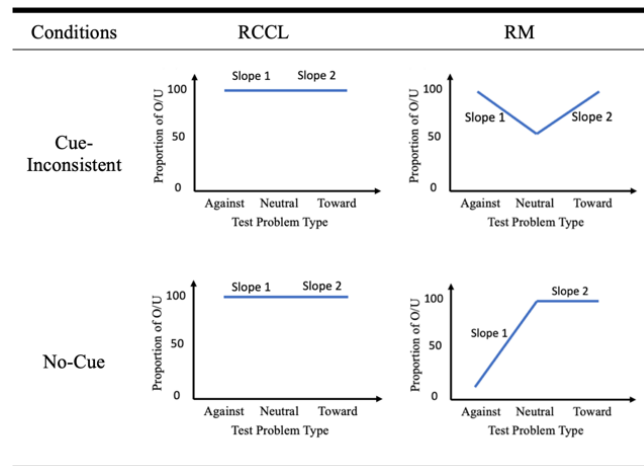 Conditions RCCL RM
Cue-
Inconsistent
Proportion of O/U
100
50
0
Slope 1 Slope 2
Against Neutral Toward
Test Problem Type
Proportion of O/U
100
50
0
Slope 1 Slope 2
Against Neutral Toward
Test Problem Type
No-Cue
Proportion of O/U
100
50
0
Slope 1 Slope 2
Against Neutral Toward
Test Problem Type
Proportion of O/U
100
50
0
Slope 1 Slope 2
Against Neutral Toward
Test Problem Type